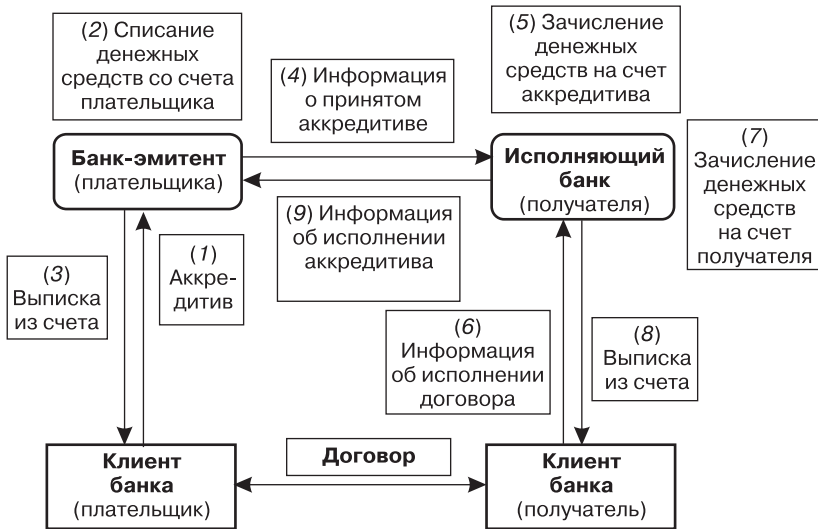 (2) Списание
денежных
средств со счета
плательщика
(4) Информация
о принятом
аккредитиве
(5) Зачисление
денежных
средств на счет
аккредитива
Банк-эмитент
(плательщика)
Исполняющий
банк
(получателя)
(7)
Зачисление
денежных
средств
на счет
получателя
(9) Информация
об исполнении
аккредитива
(3)
Выписка
из счета
(1)
Аккре-
дитив
(6)
Информация
об исполнении
договора
(8)
Выписка
из счета
Клиент
банка
(плательщик)
Договор
Клиент
банка
(получатель)